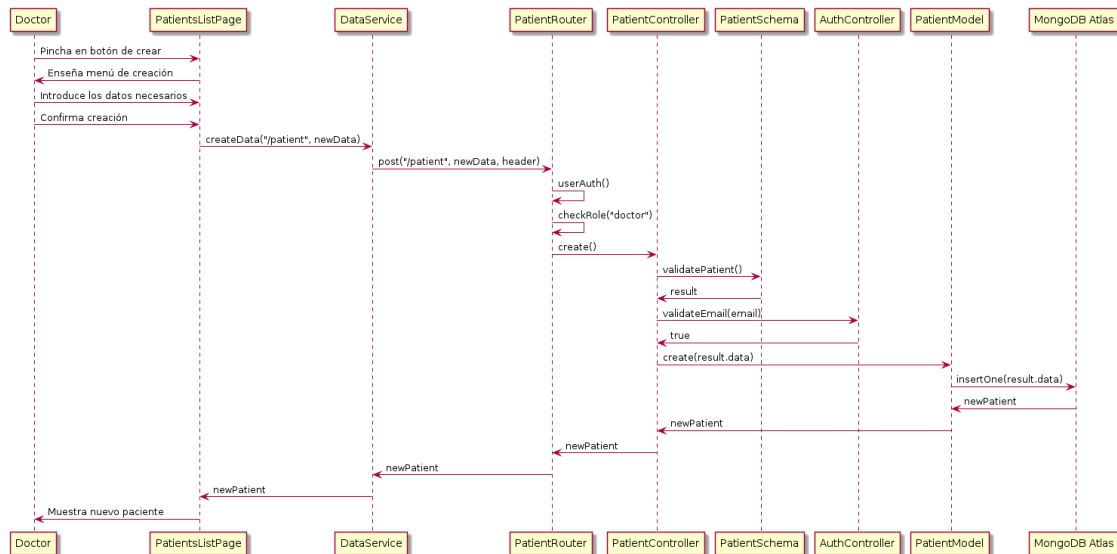 Doctor PatientsListPage DataService PatientRouter PatientController PatientSchema AuthController PatientModel MongoDB Atlas
Pincha en botón de crear
Enseña menú de creación
Introduce los datos necesarios
Confirma creación
createData("/patient", newData)
post("/patient", newData, header)
userAuth()
checkRole("doctor")
create()
validatePatient()
result
validateEmail(email)
true
create(result.data)
insertOne(result.data)
newPatient
newPatient
newPatient
newPatient
newPatient
Muestra nuevo paciente
Doctor PatientsListPage DataService PatientRouter PatientController PatientSchema AuthController PatientModel MongoDB Atlas